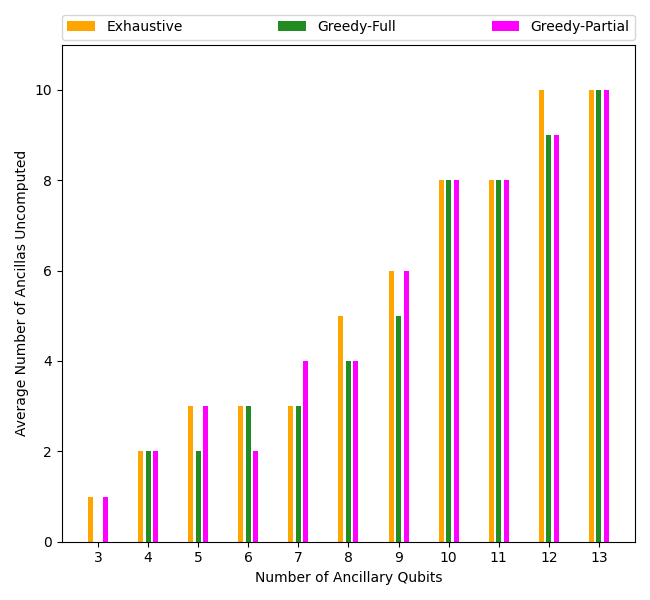 Exhaustive Greedy-Full Greedy-Partial
Average Number of Ancillas Uncomputed
10
8
6
4
2
0
3 4 5 6 7 8 9 10 11 12 13
Number of Ancillary Qubits